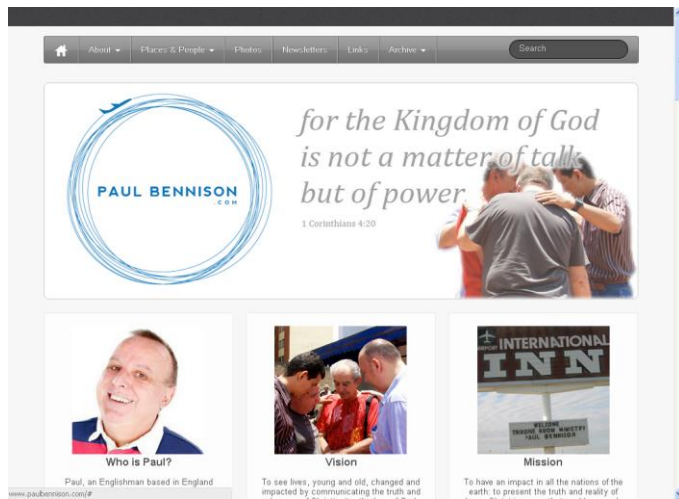 About Places & People Photos Newsletters Links Archive Search
PAUL BENNISON
.COM
for the Kingdom of God
is not a matter of talk
but of power
1 Corinthians 4:20
INTERNATIONAL
INN
WELCOME
THRONE ROOM MINISTRY
PAUL BENNISON
Who is Paul?
Paul, an Englishman based in England
Vision
To see lives, young and old, changed and
impacted by communicating the truth and
Mission
To have an impact in all the nations of the
earth: to present the truth and reality of
www.paulbennison.com/#